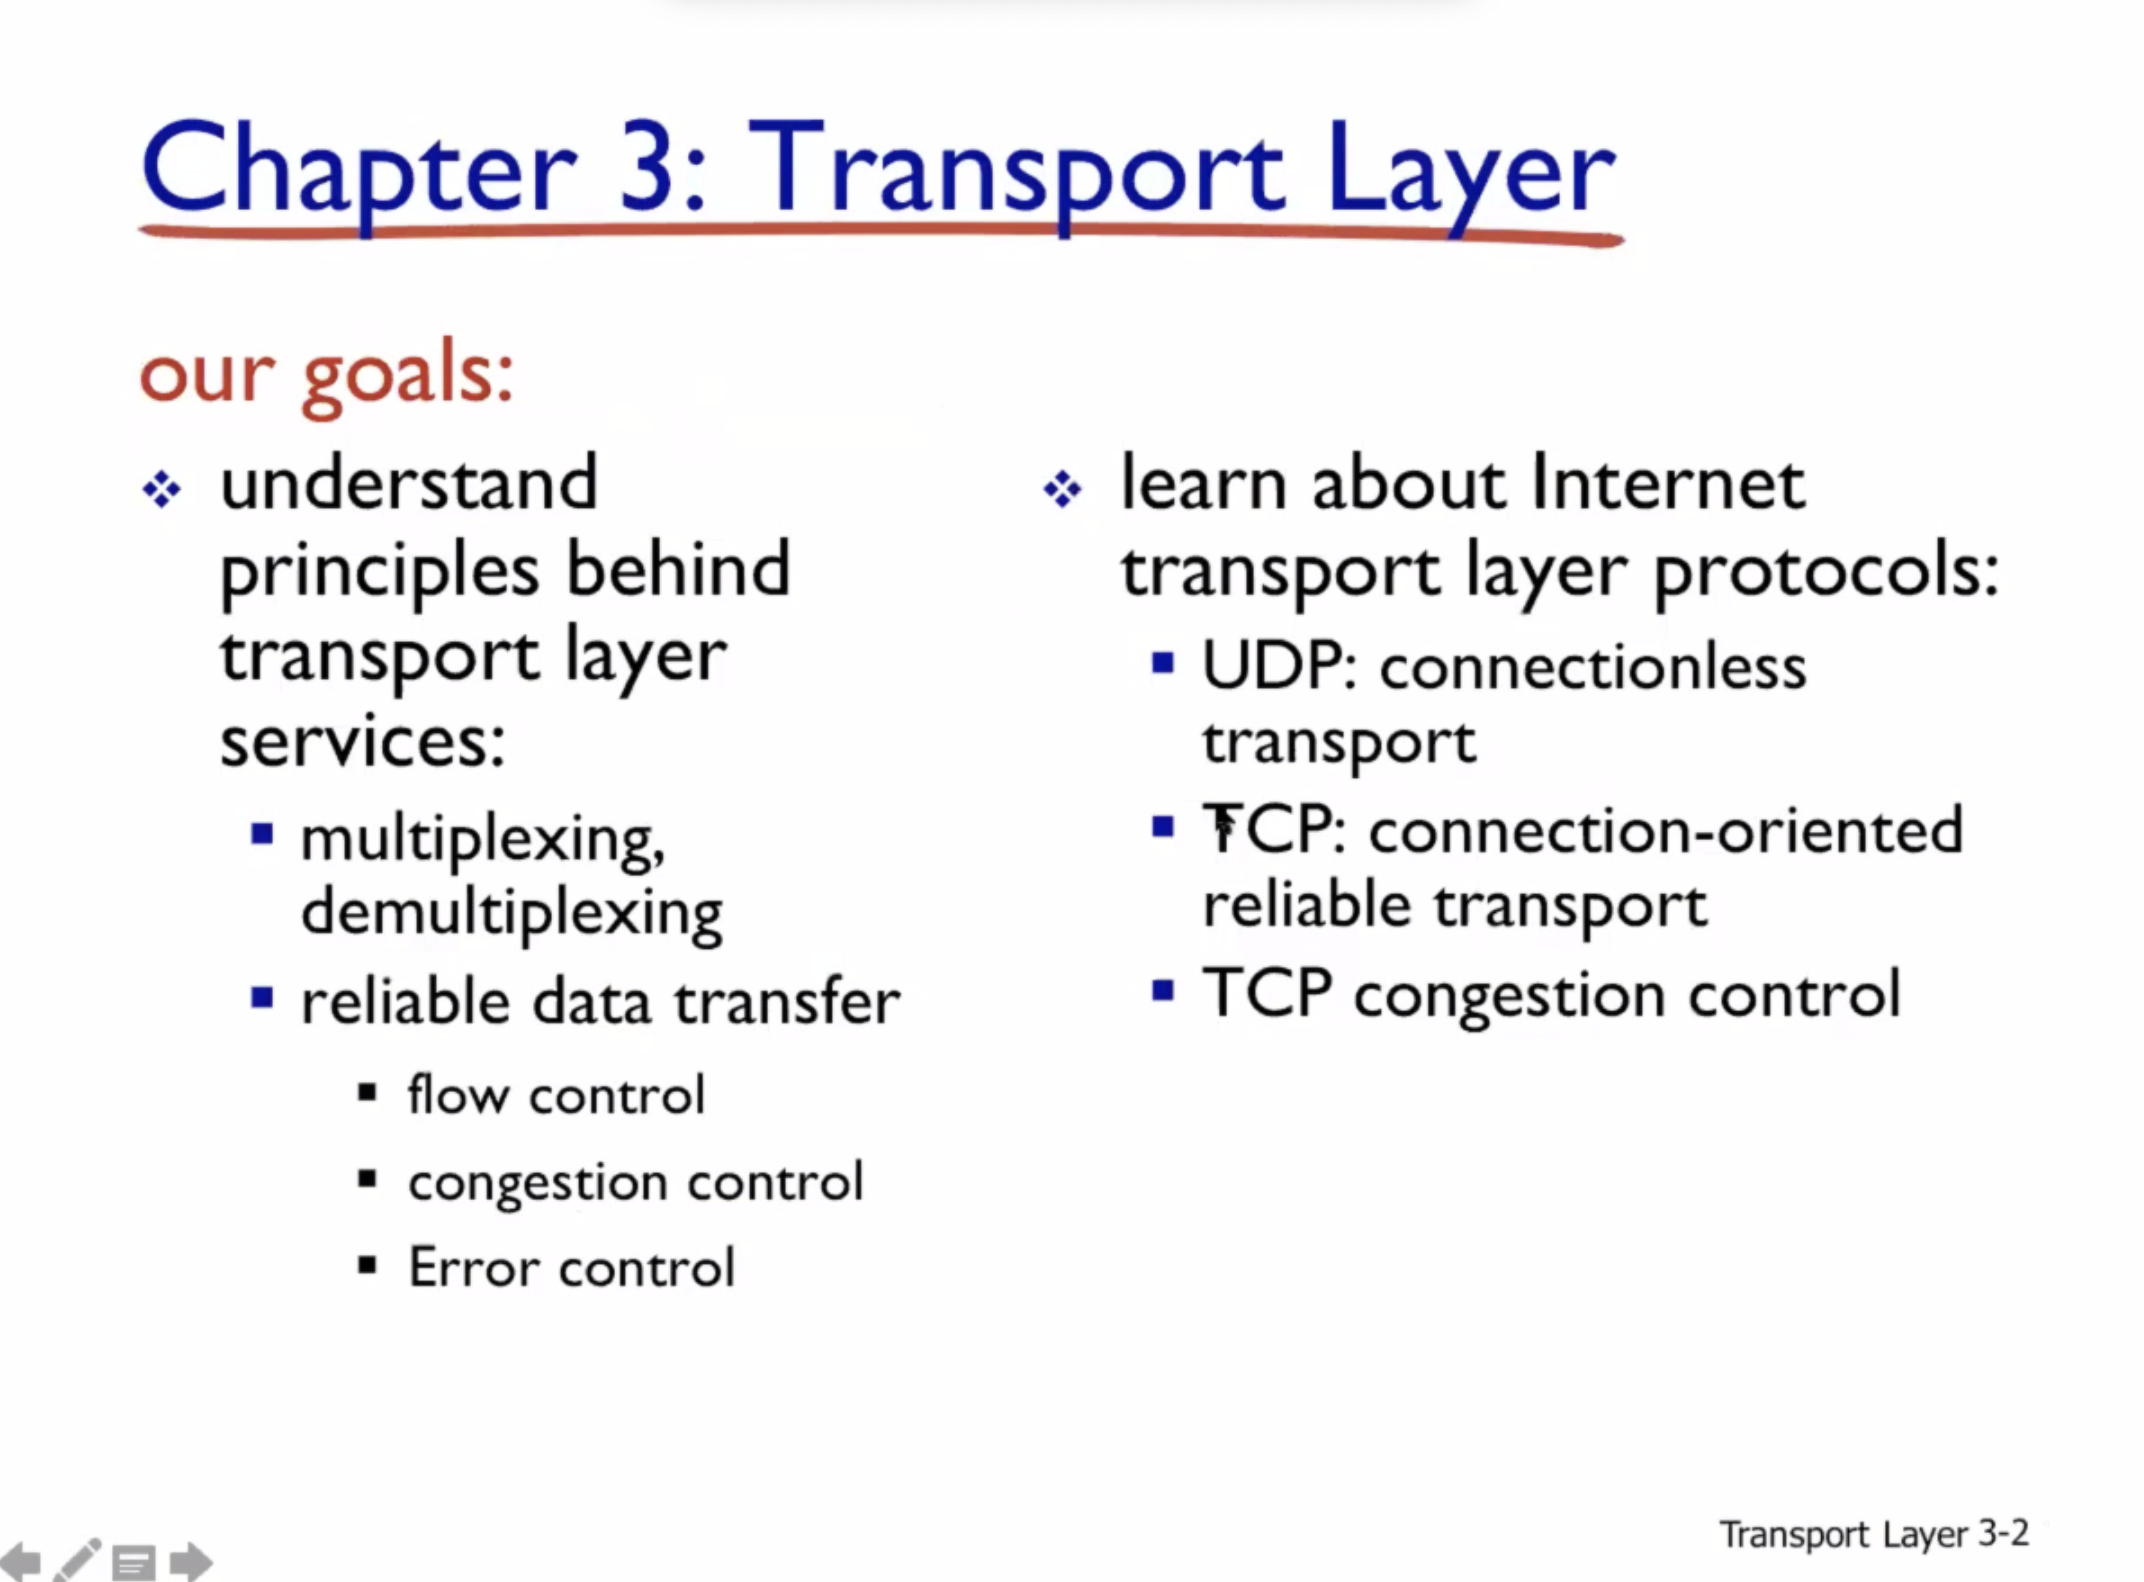 Chapter 3: Transport Layer
our goals:
understand
principles behind
transport layer
services:
multiplexing,
demultiplexing
reliable data transfer
flow control
congestion control
Error control
learn about Internet
transport layer protocols:
UDP: connectionless
transport
TCP: connection-oriented
reliable transport
TCP congestion control
Transport Layer 3-2